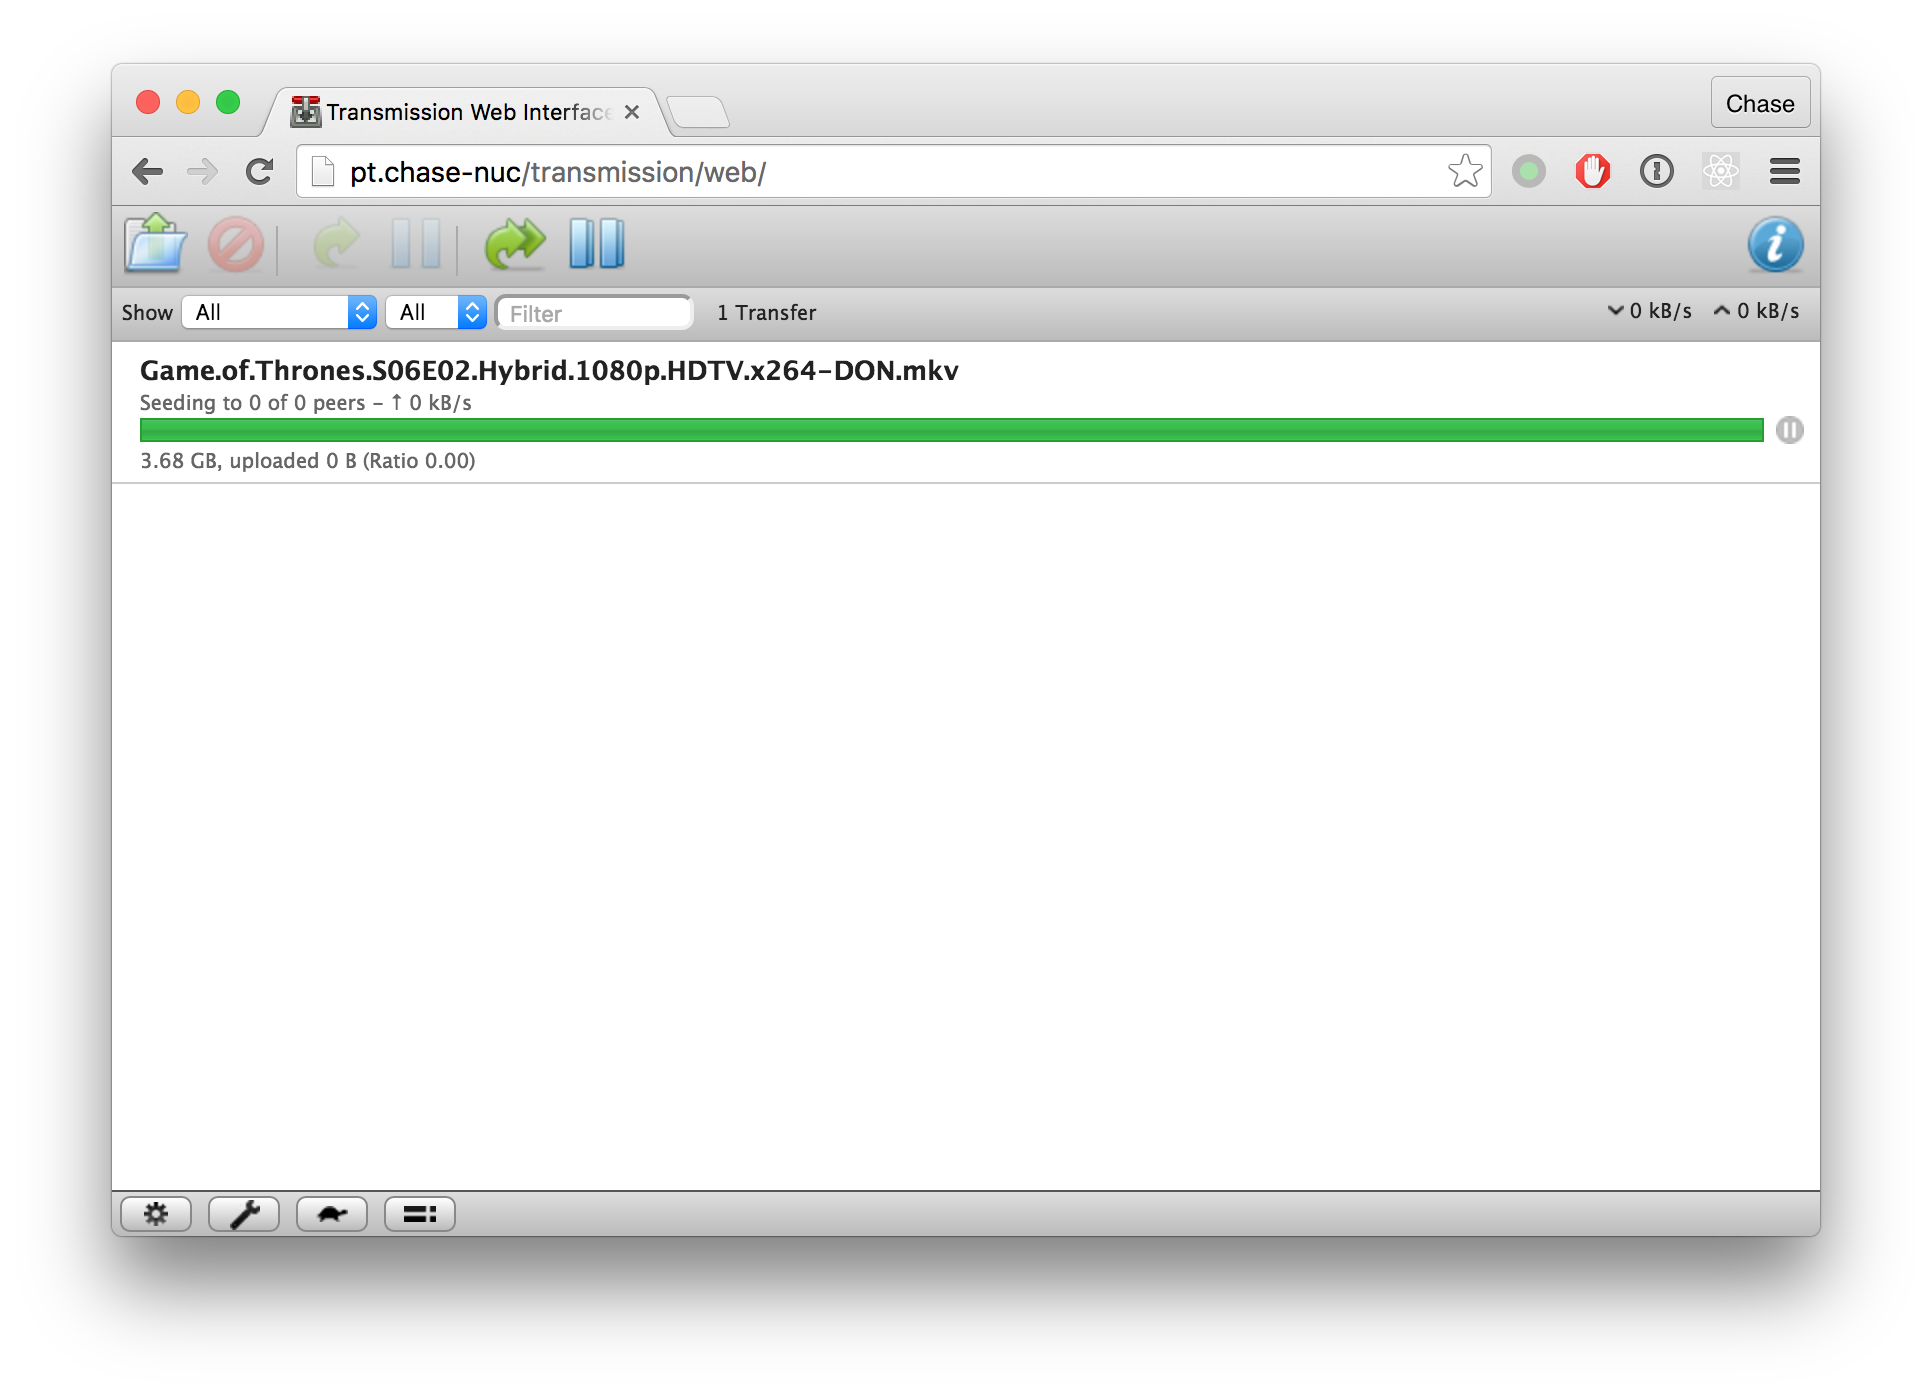 Transmission Web Interface
Chase
pt.chase-nuc/transmission/web/
Show All All Filter 1 Transfer 0 kB/s 0 kB/s
Game.of.Thrones.S06E02.Hybrid.1080p.HDTV.x264-DON.mkv
Seeding to 0 of 0 peers - ↑ 0 kB/s
3.68 GB, uploaded 0 B (Ratio 0.00)